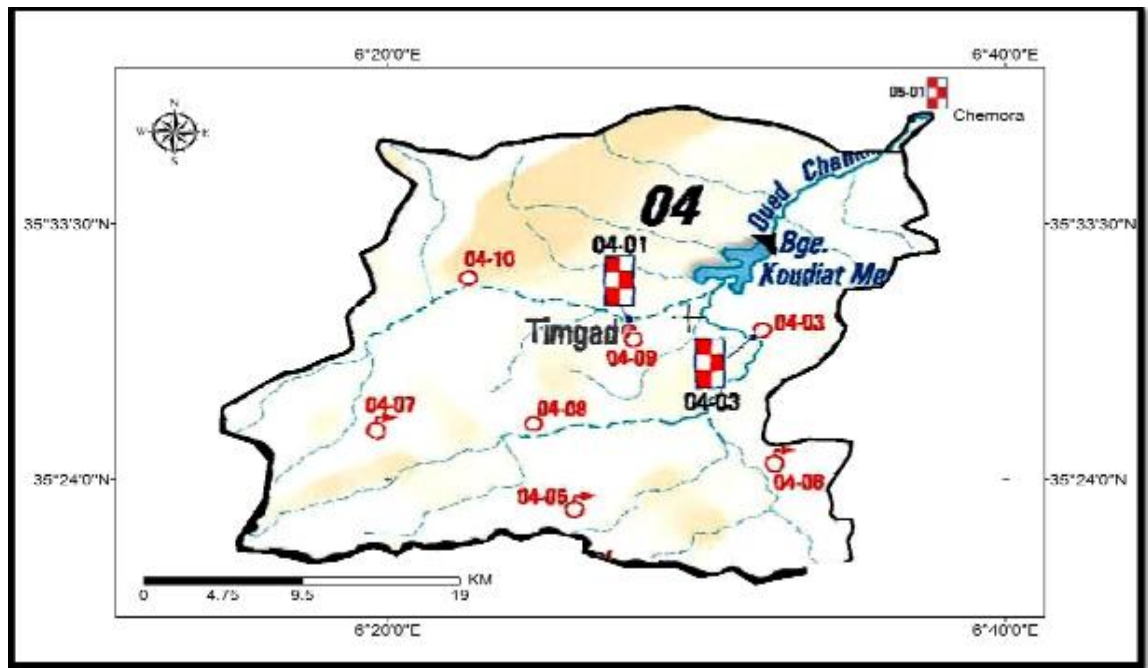 6°20'0"E
6°40'0"E
N
W
E
S
05-01
Chemora
Oued Cham
35°33'30"N
35°33'30"N
04
04-01
Bge.
Koudiat Me
04-10
04-03
Timgad
04-09
04-03
04-07
04-08
35°24'0"N
35°24'0"N
04-06
04-05
KM
0
4.75
9.5
19
6°20'0"E
6°40'0"E